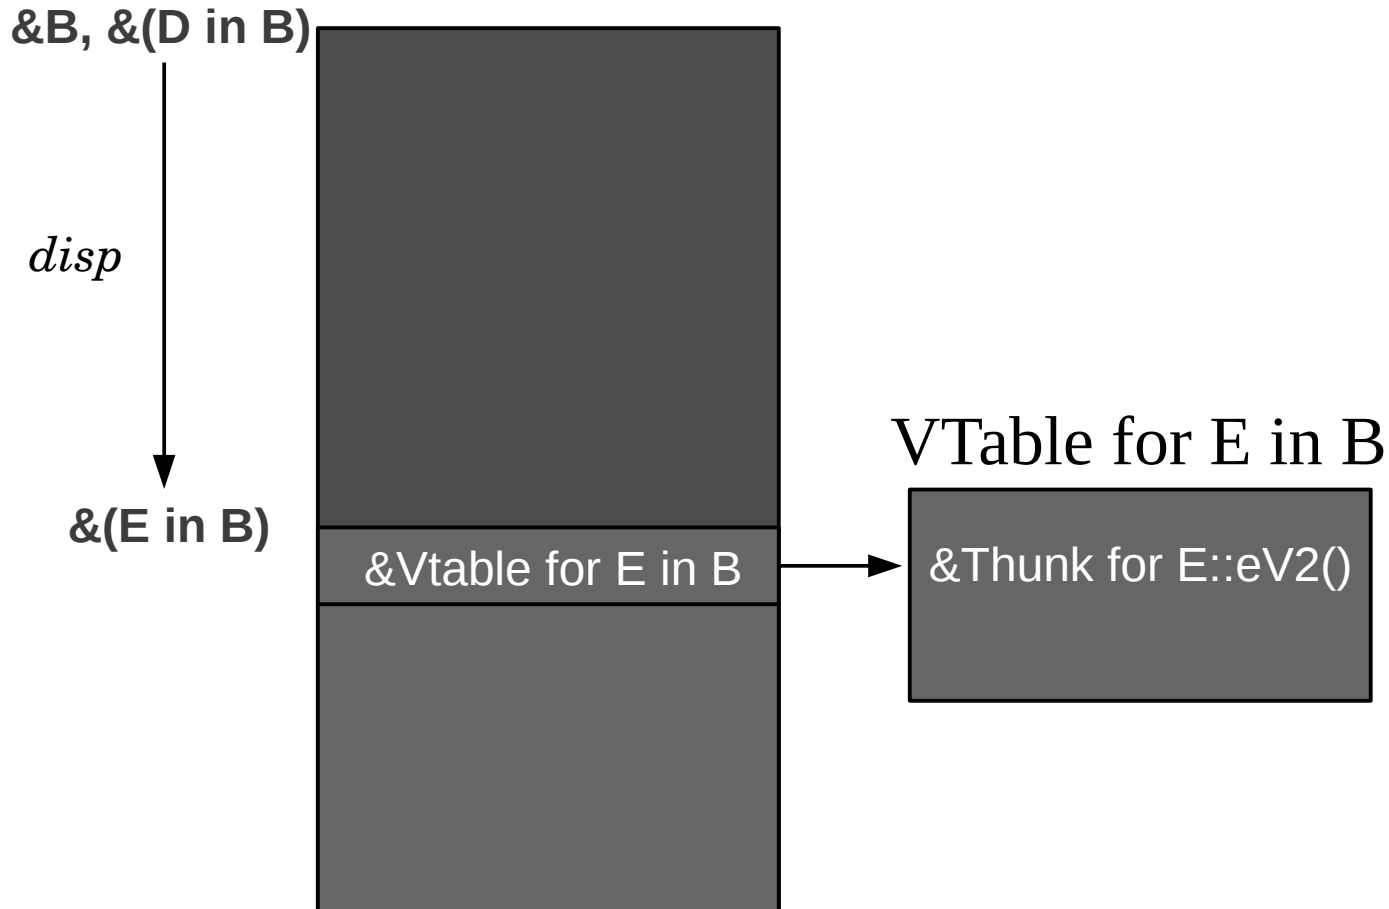 &B, &(D in B)
disp
VTable for E in B
&(E in B)
&Vtable for E in B
&Thunk for E::eV2()